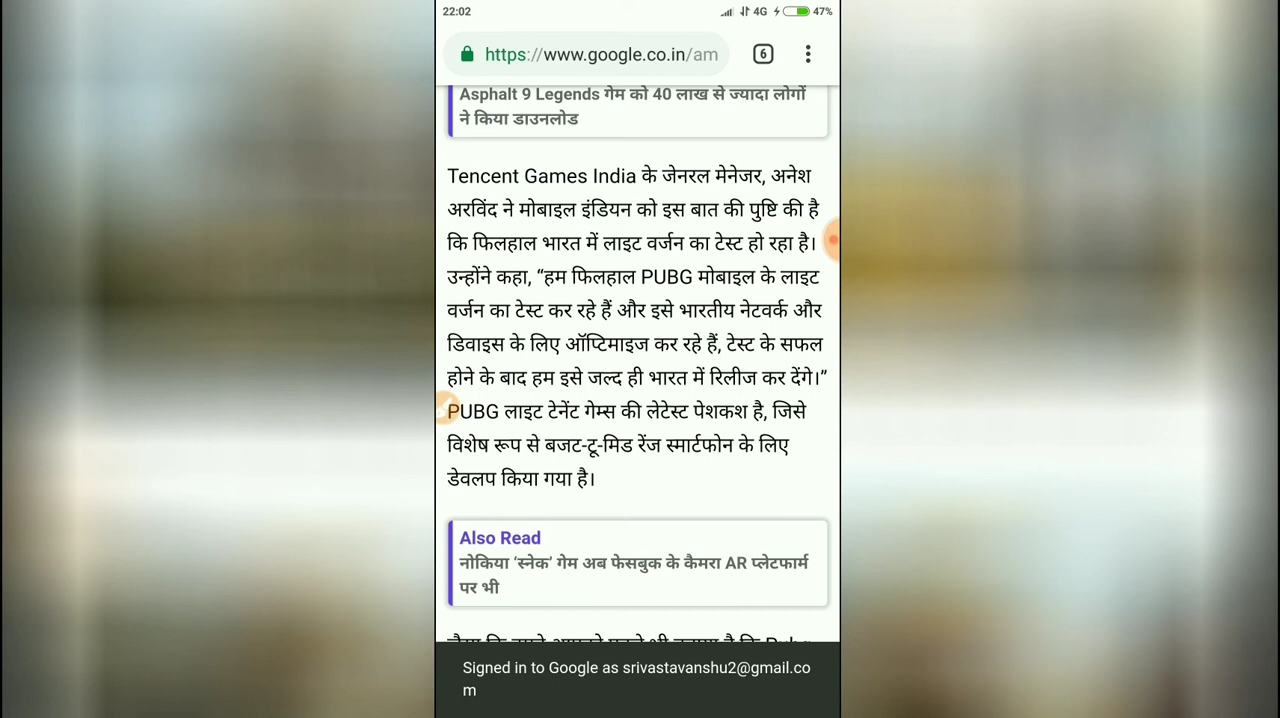 22:02
4G
47%
https://www.google.co.in/am
6
Asphalt 9 Legends गेम को 40 लाख से ज्यादा लोगों
ने किया डाउनलोड
Tencent Games India के जेनरल मेनेजर, अनेश
अरविंद ने मोबाइल इंडियन को इस बात की पुष्टि की है
कि फिलहाल भारत में लाइट वर्जन का टेस्ट हो रहा है।
उन्होंने कहा, “हम फिलहाल PUBG मोबाइल के लाइट
वर्जन का टेस्ट कर रहे हैं और इसे भारतीय नेटवर्क और
डिवाइस के लिए ऑप्टिमाइज कर रहे हैं, टेस्ट के सफल
होने के बाद हम इसे जल्द ही भारत में रिलीज कर देंगे।”
PUBG लाइट टेनेंट गेम्स की लेटेस्ट पेशकश है, जिसे
विशेष रूप से बजट-टू-मिड रेंज स्मार्टफोन के लिए
डेवलप किया गया है।
Also Read
नोकिया ‘स्नेक’ गेम अब फेसबुक के कैमरा AR प्लेटफार्म
पर भी
Signed in to Google as srivastavanshu2@gmail.co
m